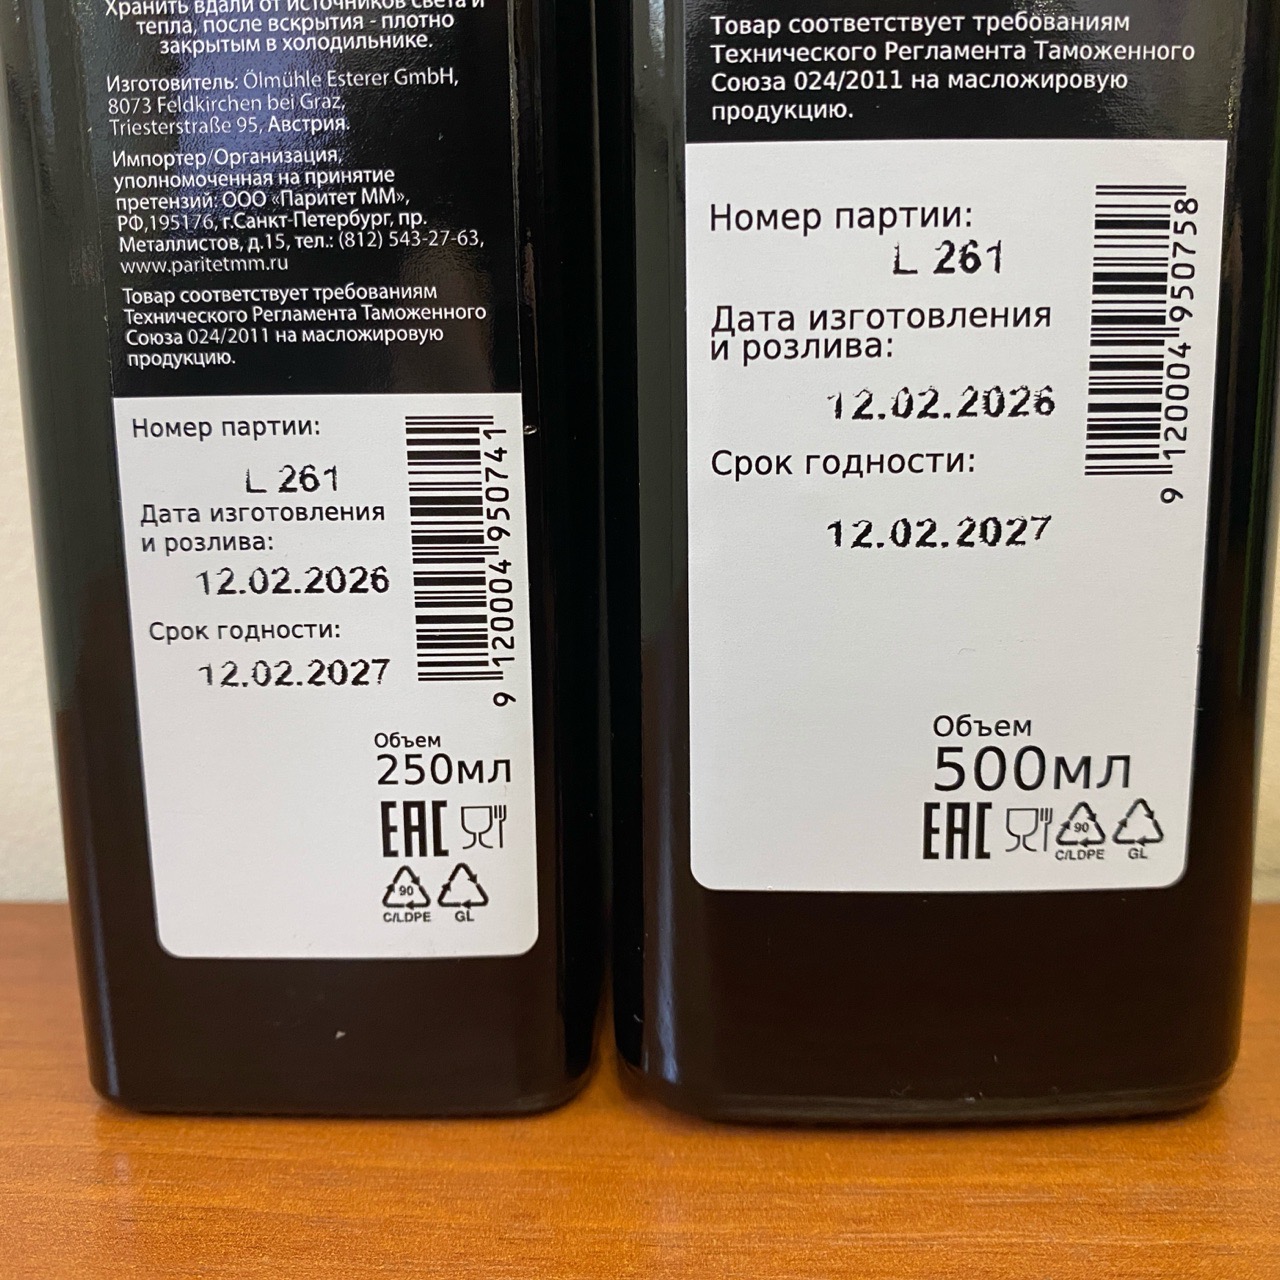 Хранить вдали от источников света и
тепла, после вскрытия - плотно
закрытым в холодильнике.
Изготовитель: Ölmühle Esterer GmbH,
8073 Feldkirchen bei Graz,
Triesterstraße 95, Австрия.
Импортер/Организация,
уполномоченная на принятие
претензий: ООО «Паритет ММ»,
РФ,195176, г.Санкт-Петербург, пр.
Металлистов, д.15, тел.: (812) 543-27-63,
www.paritetmm.ru
Товар соответствует требованиям
Технического Регламента Таможенного
Союза 024/2011 на масложировую
продукцию.
Номер партии:
L 261
Дата изготовления
и розлива:
12.02.2026
Срок годности:
12.02.2027
9 120004 950741
Объем
250мл
EAC
90
C/LDPE
GL
Товар соответствует требованиям
Технического Регламента Таможенного
Союза 024/2011 на масложировую
продукцию.
Номер партии:
L 261
Дата изготовления
и розлива:
12.02.2026
Срок годности:
12.02.2027
9 120004 950758
Объем
500мл
EAC
90
C/LDPE
GL